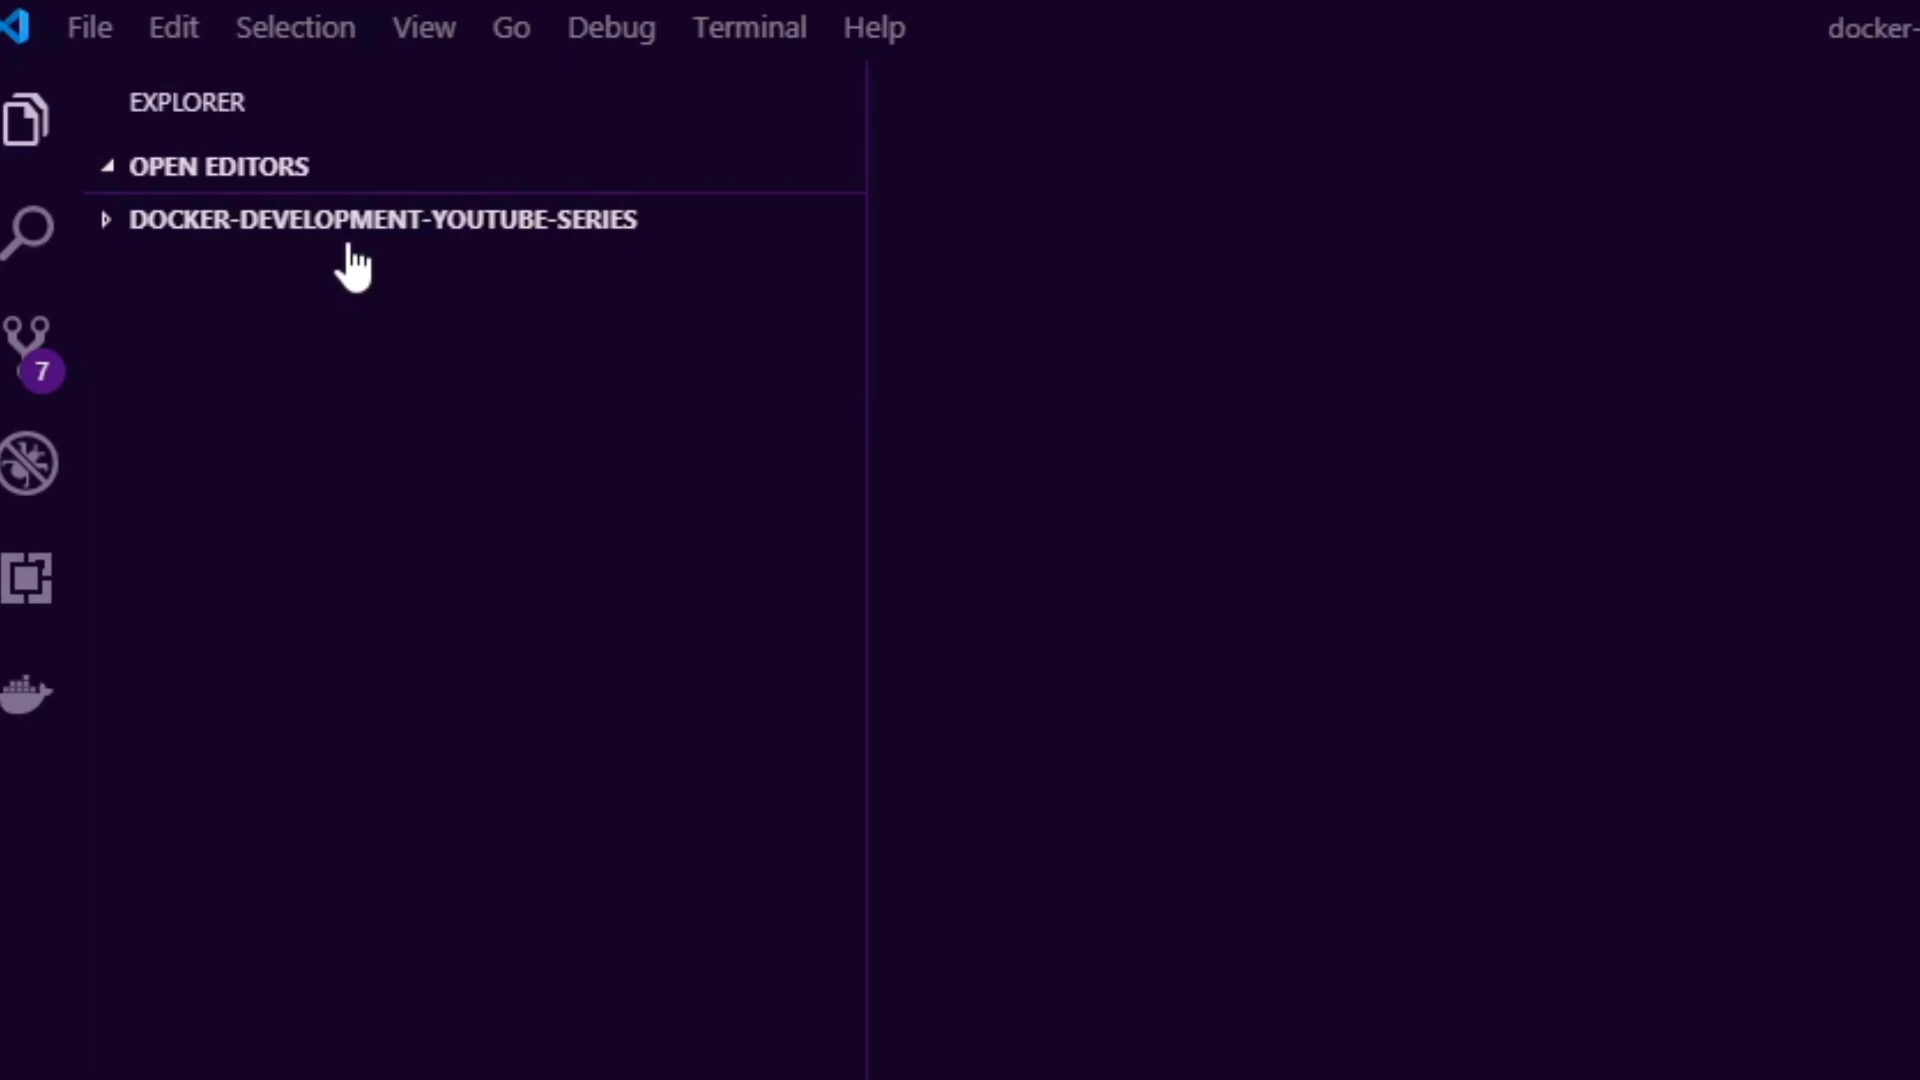 File Edit Selection View Go Debug Terminal Help docker-
EXPLORER
OPEN EDITORS
DOCKER-DEVELOPMENT-YOUTUBE-SERIES
7